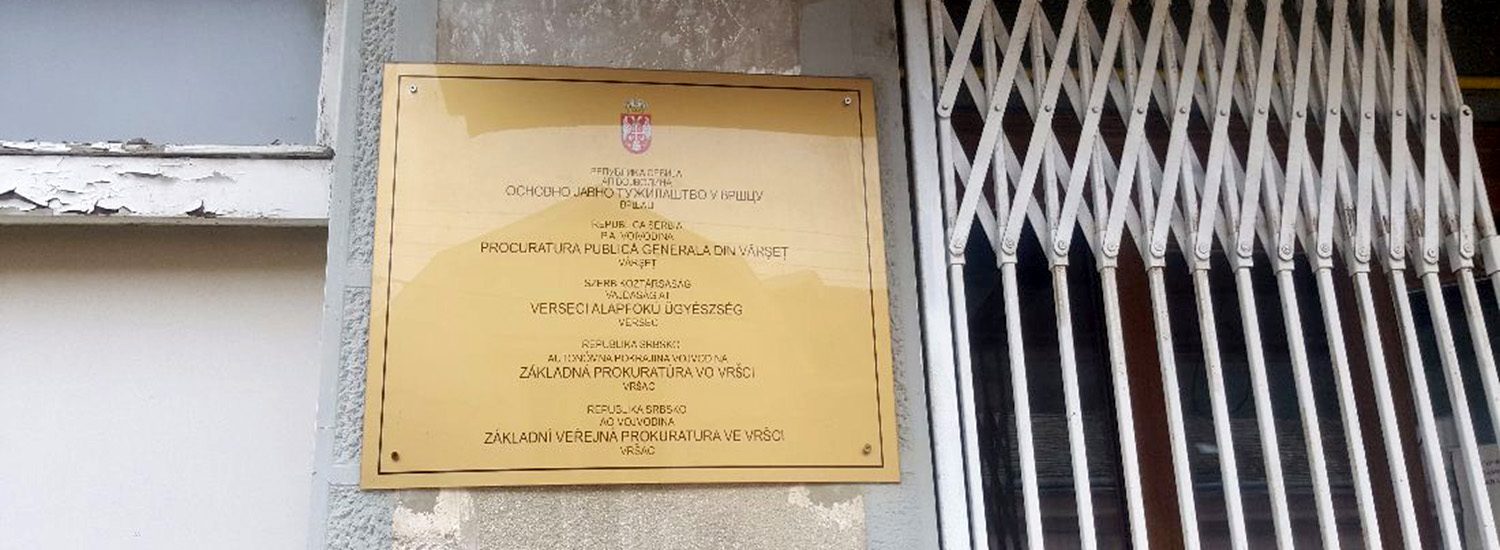 РЕПУБЛИКА СРБИЈА
АП ВОЈВОДИНА
ОСНОВНО ЈАВНО ТУЖИЛАШТВО У ВРШЦУ
ВРШАЦ
REPUBLICA SERBIA
P.A. VOJVODINA
PROCURATURA PUBLICĂ GENERALA DIN VÂRȘEȚ
VÂRȘEȚ
SZERB KÖZTÁRSASÁG
VAJDASÁG AT
VERSECI ALAPFOKÚ ÜGYÉSZSÉG
VERSEC
REPUBLIKA SRBSKO
AUTONÓMNA POKRAJINA VOJVODINA
ZÁKLADNÁ PROKURATÚRA VO VRŠCI
VRŠAC
REPUBLIKA SRBSKO
AO VOJVODINA
ZÁKLADNÍ VEŘEJNÁ PROKURATURA VE VRŠCI
VRŠAC